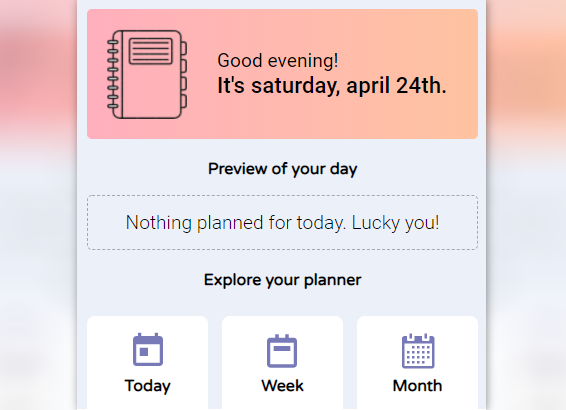 Good evening!
It's saturday, april 24th.
Preview of your day
Nothing planned for today. Lucky you!
Explore your planner
Today Week Month